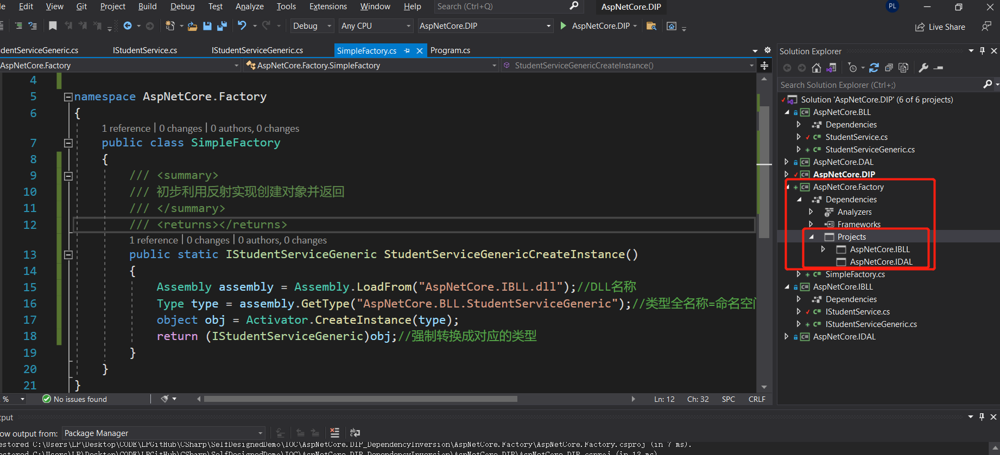 Edit View Git Project Build Debug Test Analyze Tools Extensions Window Help Search (Ctrl+Q) AspNetCore.DIP PL
Debug Any CPU AspNetCore.DIP AspNetCore.DIP Live Share
dentServiceGeneric.cs IStudentService.cs IStudentServiceGeneric.cs SimpleFactory.cs Program.cs
AspNetCore.Factory AspNetCore.Factory.SimpleFactory StudentServiceGenericCreateInstance()
4
5 namespace AspNetCore.Factory
6 {
1 reference | 0 changes | 0 authors, 0 changes
7 public class SimpleFactory
8 {
9 /// <summary>
10 /// 初步利用反射实现创建对象并返回
11 /// </summary>
12 /// <returns></returns>
1 reference | 0 changes | 0 authors, 0 changes
13 public static IStudentServiceGeneric StudentServiceGenericCreateInstance()
14 {
15 Assembly assembly = Assembly.LoadFrom("AspNetCore.IBLL.dll");//DLL名称
16 Type type = assembly.GetType("AspNetCore.BLL.StudentServiceGeneric");//类型全名称=命名空
17 object obj = Activator.CreateInstance(type);
18 return (IStudentServiceGeneric)obj;//强制转换成对应的类型
19 }
20 }
21 }
% No issues found Ln: 12 Ch: 32 SPC CRLF
Solution Explorer
Search Solution Explorer (Ctrl+;)
Solution 'AspNetCore.DIP' (6 of 6 projects)
AspNetCore.BLL
Dependencies
StudentService.cs
StudentServiceGeneric.cs
AspNetCore.DAL
AspNetCore.DIP
AspNetCore.Factory
Dependencies
Analyzers
Frameworks
Projects
AspNetCore.IBLL
AspNetCore.IDAL
SimpleFactory.cs
AspNetCore.IBLL
Dependencies
IStudentService.cs
IStudentServiceGeneric.cs
AspNetCore.IDAL
put
ow output from: Package Manager
estored C:\Users\LP\Desktop\CODE\LPGitHub\CSharp\SelfDesignedDemo\IOC\AspNetCore.DIP_DependencyInversion\AspNetCore.Factory\AspNetCore.Factory.csproj (in 7 ms).
estored C:\Users\LP\Desktop\CODE\LPGitHub\CSharp\SelfDesignedDemo\IOC\AspNetCore.DIP_DependencyInversion\AspNetCore.DIP\AspNetCore.DIP.csproj (in 13 ms).